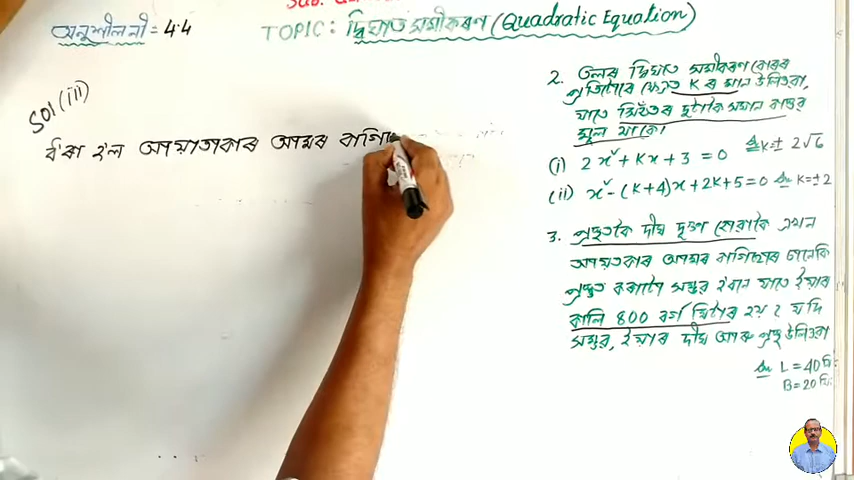 অনুশীলনী = 4.4
TOPIC: দ্বিঘাত সমীকৰণ (Quadratic Equation)
Sol (iii)
ধ'ৰা হ'ল আয়াতাকাৰ আমৰ বাগি
2. তলৰ দ্বিঘাত সমীকৰণ বোৰৰ
প্ৰতিটোৰে ক্ষেত্ৰত K ৰ মান উলিওৱা,
যাতে সিহঁতৰ দুটাকৈ সমান বাস্তৱ
মূল থাকে।
(i) 2x² + Kx + 3 = 0 Ans K = ± 2√6
(ii) x² - (K+4)x + 2K + 5 = 0 Ans K = ± 2
3. প্ৰস্থতকৈ দীঘ দুগুণ হোৱাকৈ এখন
আয়তকাৰ আমৰ বাগিছাৰ চানেকি
প্ৰস্তুত কৰাটো সম্ভৱ হ'বনে যাতে ইয়াৰ
কালি 800 বৰ্গ মিটাৰ হয় ? যদি
সম্ভৱ, ইয়াৰ দীঘ আৰু প্ৰস্থ উলিওৱা
Ans L = 40 মি.
B = 20 মি.